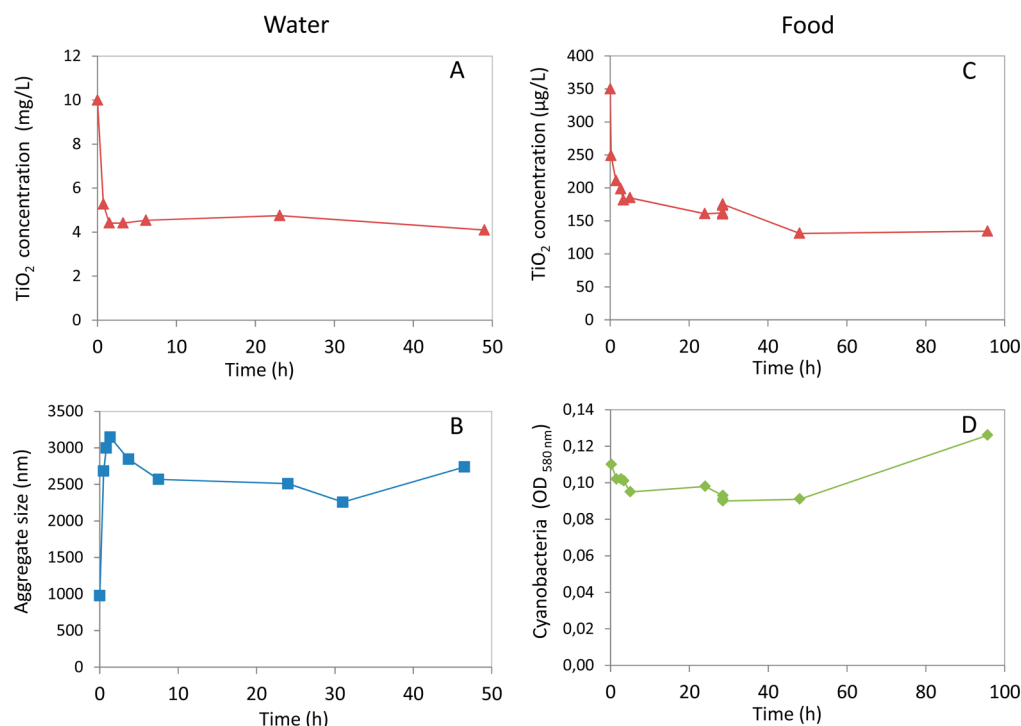 Water
Food
A
TiO2 concentration (mg/L)
12
10
8
6
4
2
0
0 10 20 30 40 50
Time (h)
C
TiO2 concentration (µg/L)
400
350
300
250
200
150
100
50
0
0 20 40 60 80 100
Time (h)
B
Aggregate size (nm)
3500
3000
2500
2000
1500
1000
500
0
0 10 20 30 40 50
Time (h)
D
Cyanobacteria (OD 580 nm)
0,14
0,12
0,10
0,08
0,06
0,04
0,02
0,00
0 20 40 60 80 100
Time (h)